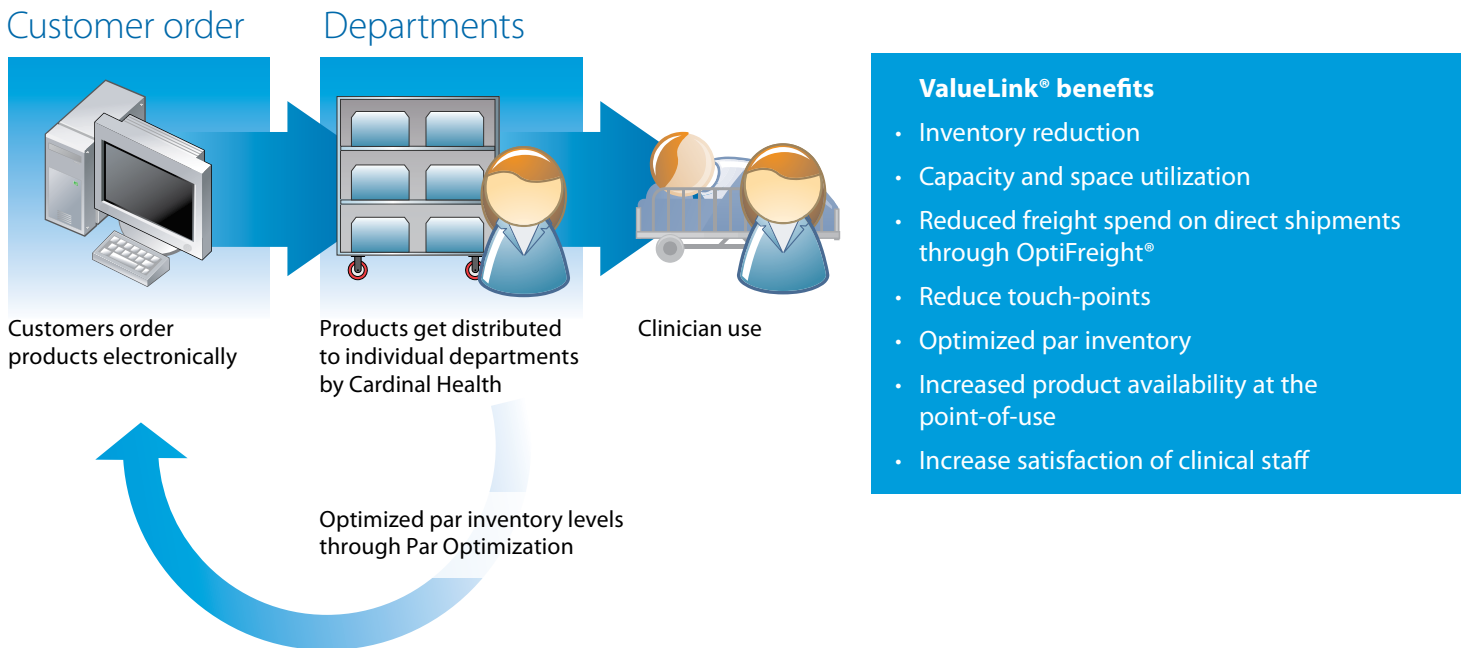 Customer order
Departments
Customers order
products electronically
Products get distributed
to individual departments
by Cardinal Health
Clinician use
Optimized par inventory levels
through Par Optimization
ValueLink® benefits
• Inventory reduction
• Capacity and space utilization
• Reduced freight spend on direct shipments
through OptiFreight®
• Reduce touch-points
• Optimized par inventory
• Increased product availability at the
point-of-use
• Increase satisfaction of clinical staff